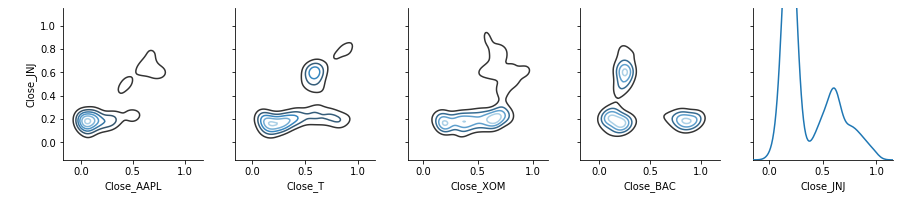 1.0
0.8
0.6
0.4
0.2
0.0
Close_JNJ
0.0 0.5 1.0
Close_AAPL
0.0 0.5 1.0
Close_T
0.0 0.5 1.0
Close_XOM
0.0 0.5 1.0
Close_BAC
0.0 0.5 1.0
Close_JNJ